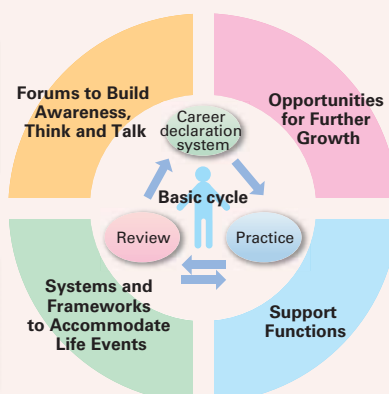 Forums to Build
Awareness,
Think and Talk
Opportunities
for Further
Growth
Career
declaration
system
Basic cycle
Review
Practice
Systems and
Frameworks
to Accommodate
Life Events
Support
Functions